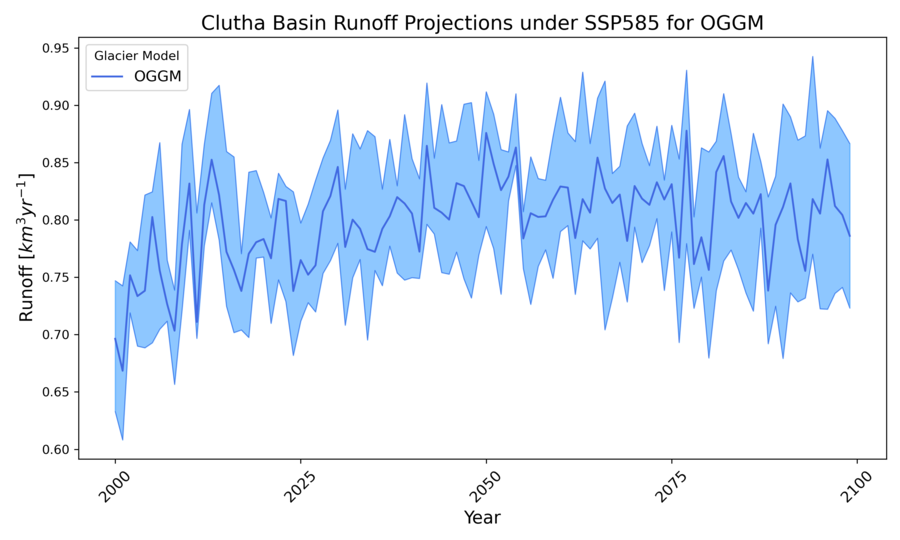 Clutha Basin Runoff Projections under SSP585 for OGGM
Glacier Model
OGGM
Runoff [km³yr⁻¹]
0.95
0.90
0.85
0.80
0.75
0.70
0.65
0.60
2000
2025
2050
2075
2100
Year